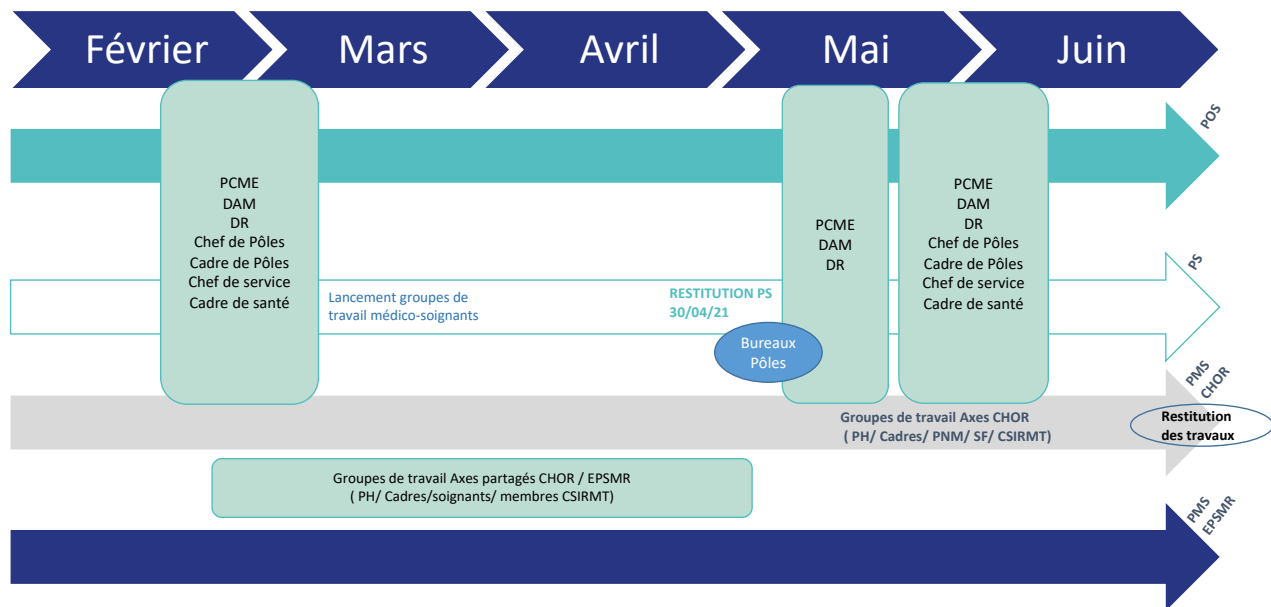 Février
Mars
Avril
Mai
Juin
POS
PCME
DAM
DR
Chef de Pôles
Cadre de Pôles
Chef de service
Cadre de santé
PCME
DAM
DR
PCME
DAM
DR
Chef de Pôles
Cadre de Pôles
Chef de service
Cadre de santé
PS
Lancement groupes de
travail médico-soignants
RESTITUTION PS
30/04/21
Bureaux
Pôles
PMS
CHOR
Groupes de travail Axes CHOR
( PH/ Cadres/ PNM/ SF/ CSIRMT)
Restitution
des travaux
Groupes de travail Axes partagés CHOR / EPSMR
( PH/ Cadres/soignants/ membres CSIRMT)
PMS
EPSMR